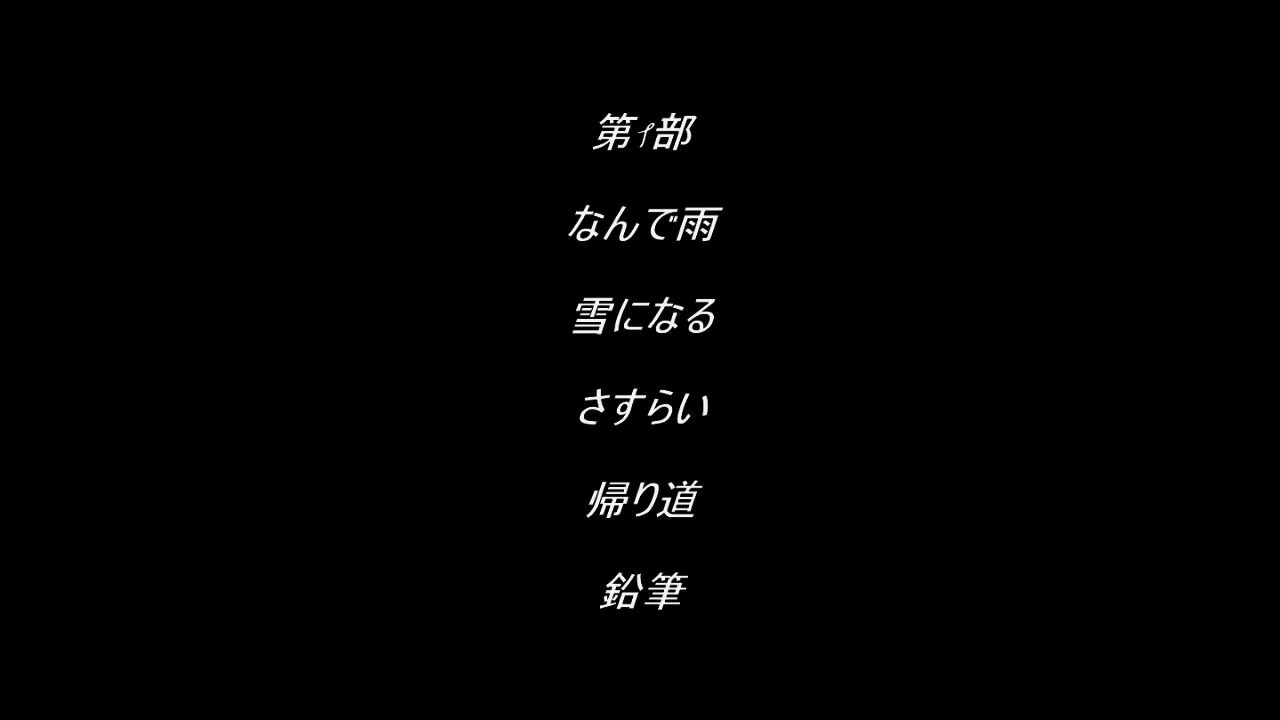 第1部
なんで雨
雪になる
さすらい
帰り道
鉛筆